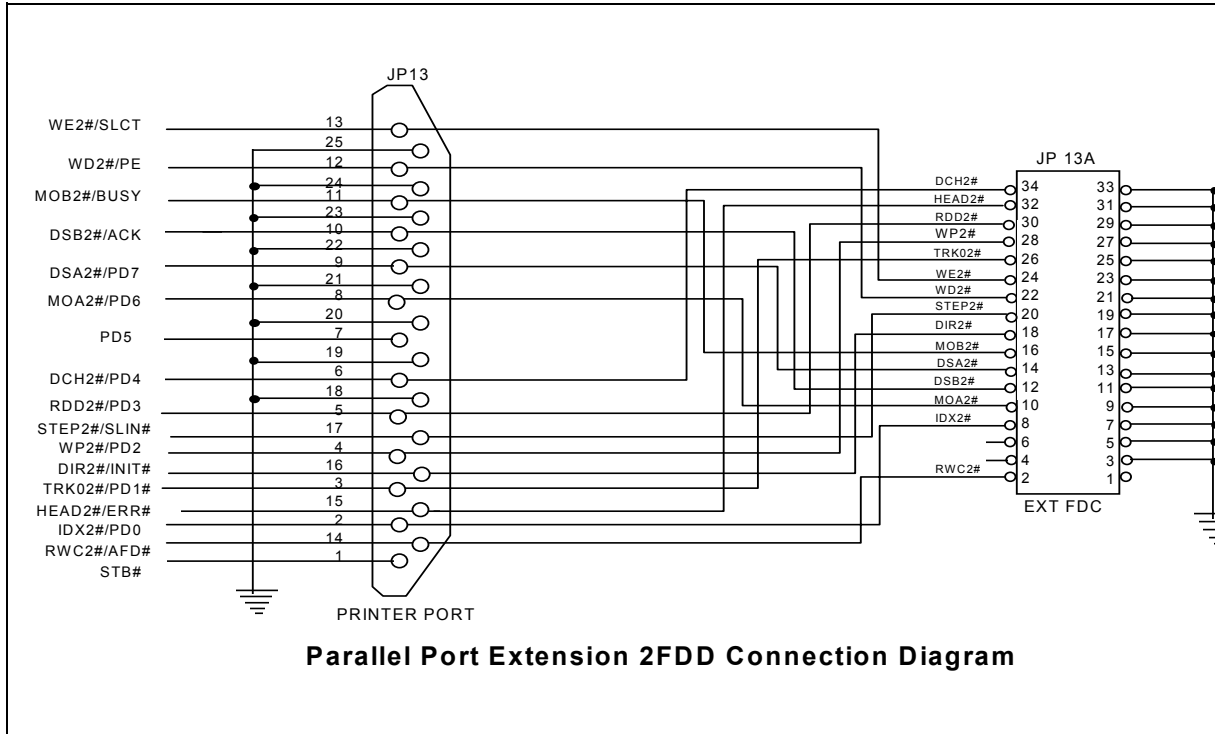 JP13
WE2#/SLCT
WD2#/PE
MOB2#/BUSY
DSB2#/ACK
DSA2#/PD7
MOA2#/PD6
PD5
DCH2#/PD4
RDD2#/PD3
STEP2#/SLIN#
WP2#/PD2
DIR2#/INIT#
TRK02#/PD1#
HEAD2#/ERR#
IDX2#/PD0
RWC2#/AFD#
STB#
13
25
12
24
11
23
10
22
9
21
8
20
7
19
6
18
5
17
4
16
3
15
2
14
1
PRINTER PORT
JP 13A
DCH2# 34 33
HEAD2# 32 31
RDD2# 30 29
WP2# 28 27
TRK02# 26 25
WE2# 24 23
WD2# 22 21
STEP2# 20 19
DIR2# 18 17
MOB2# 16 15
DSA2# 14 13
DSB2# 12 11
MOA2# 10 9
IDX2# 8 7
6 5
4 3
RWC2# 2 1
EXT FDC
Parallel Port Extension 2FDD Connection Diagram